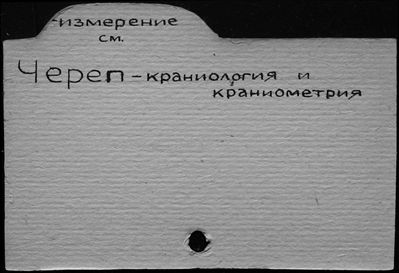 -измерение
см.
Череп - краниология и
краниометрия